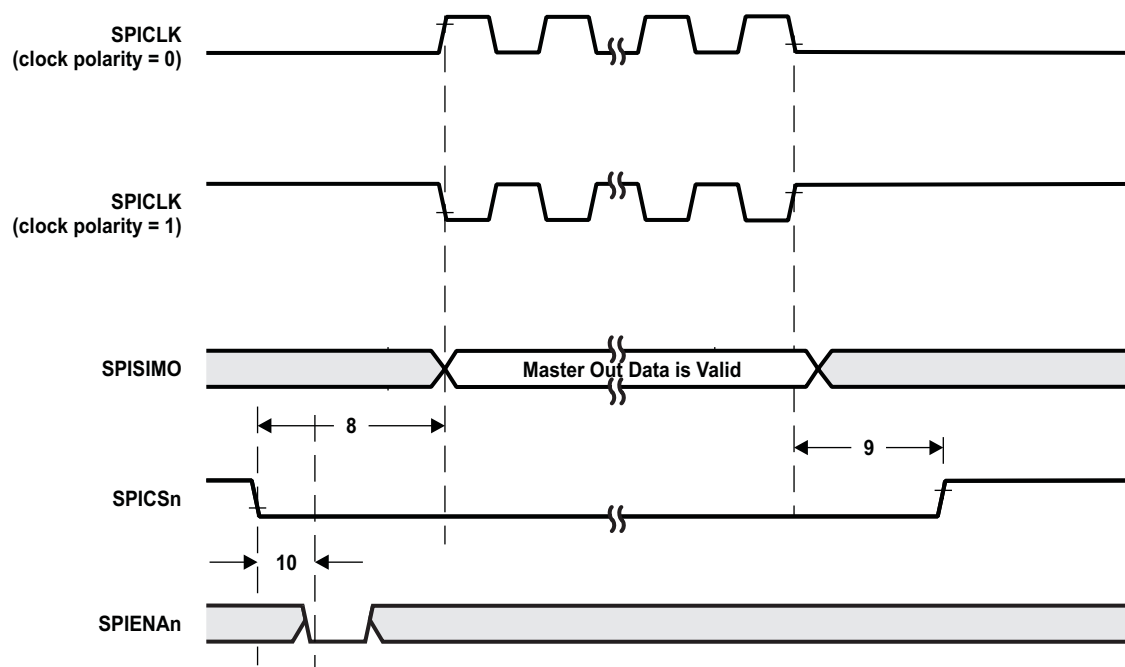 SPICLK
(clock polarity = 0)
SPICLK
(clock polarity = 1)
SPISIMO
Master Out Data is Valid
8
9
SPICSn
10
SPIENAn